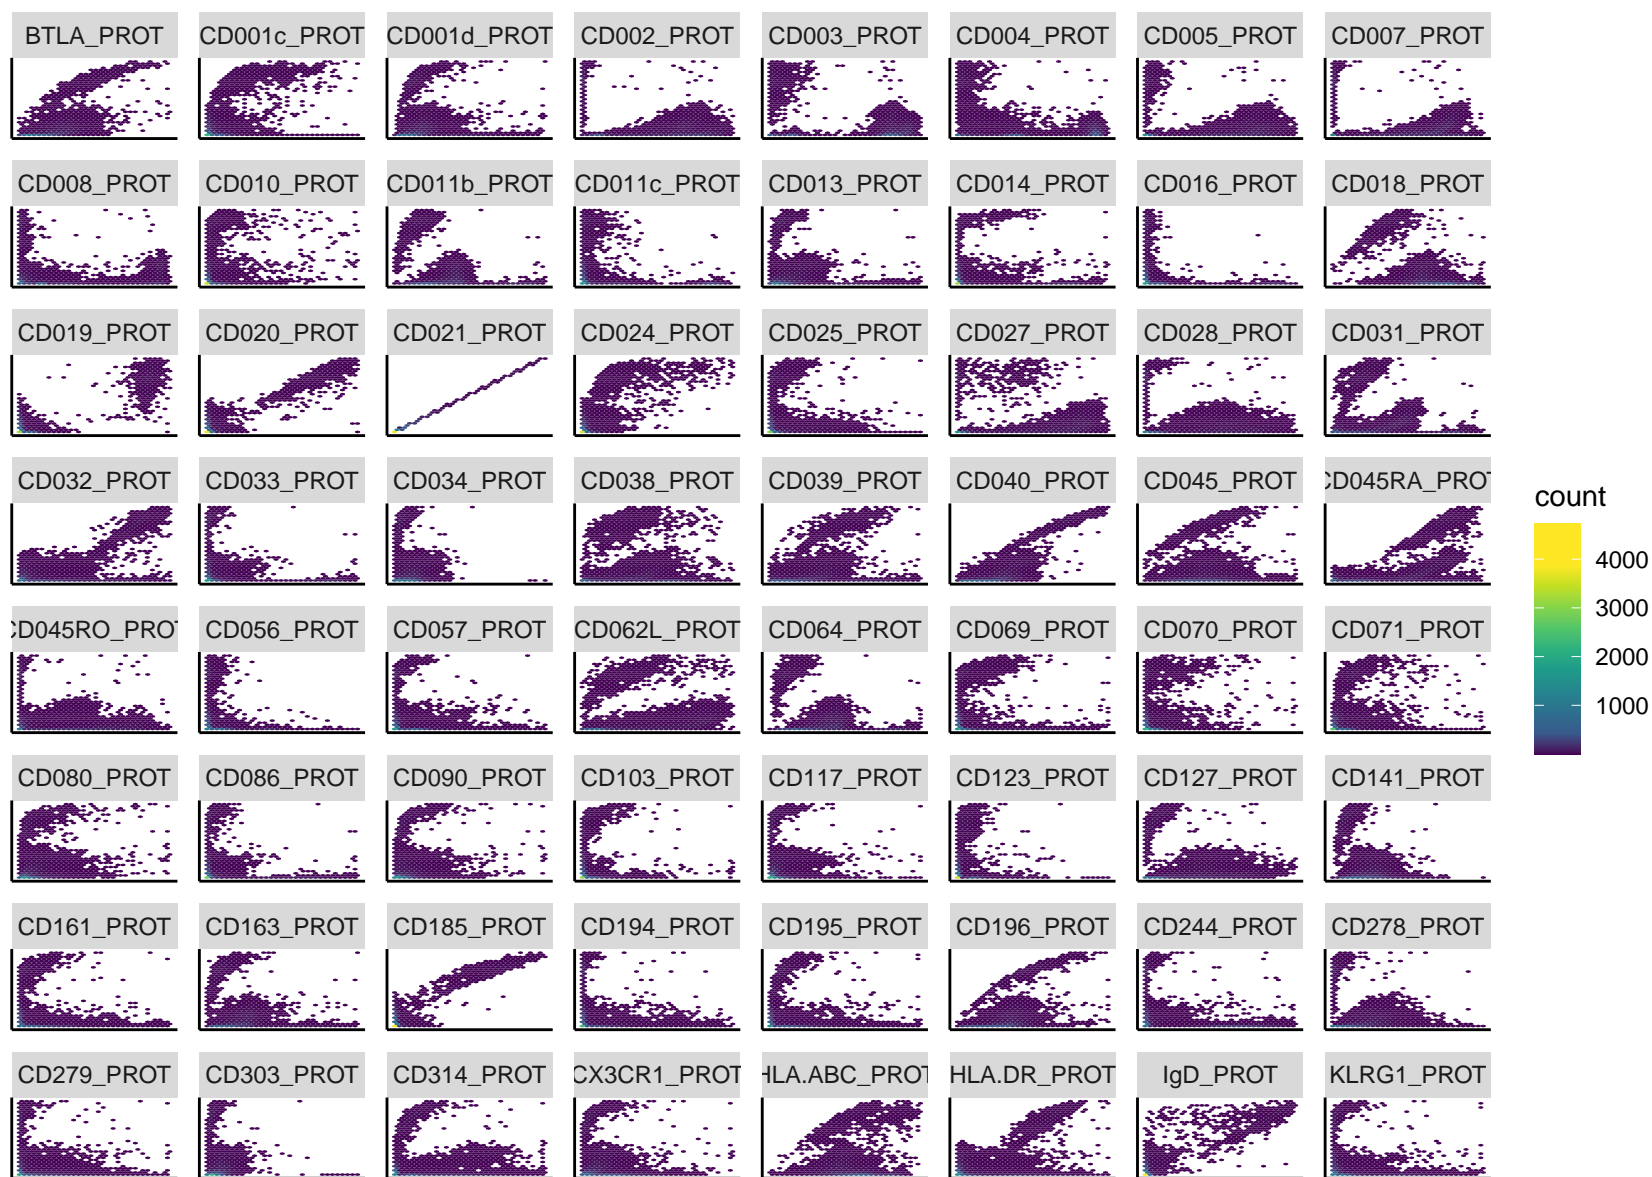 BTLA_PROT CD001c_PROT CD001d_PROT CD002_PROT CD003_PROT CD004_PROT CD005_PROT CD007_PROT
CD008_PROT CD010_PROT CD011b_PROT CD011c_PROT CD013_PROT CD014_PROT CD016_PROT CD018_PROT
CD019_PROT CD020_PROT CD021_PROT CD024_PROT CD025_PROT CD027_PROT CD028_PROT CD031_PROT
CD032_PROT CD033_PROT CD034_PROT CD038_PROT CD039_PROT CD040_PROT CD045_PROT CD045RA_PROT
count
4000
3000
2000
1000
CD045RO_PROT CD056_PROT CD057_PROT CD062L_PROT CD064_PROT CD069_PROT CD070_PROT CD071_PROT
CD080_PROT CD086_PROT CD090_PROT CD103_PROT CD117_PROT CD123_PROT CD127_PROT CD141_PROT
CD161_PROT CD163_PROT CD185_PROT CD194_PROT CD195_PROT CD196_PROT CD244_PROT CD278_PROT
CD279_PROT CD303_PROT CD314_PROT CX3CR1_PROT HLA.ABC_PROT HLA.DR_PROT IgD_PROT KLRG1_PROT